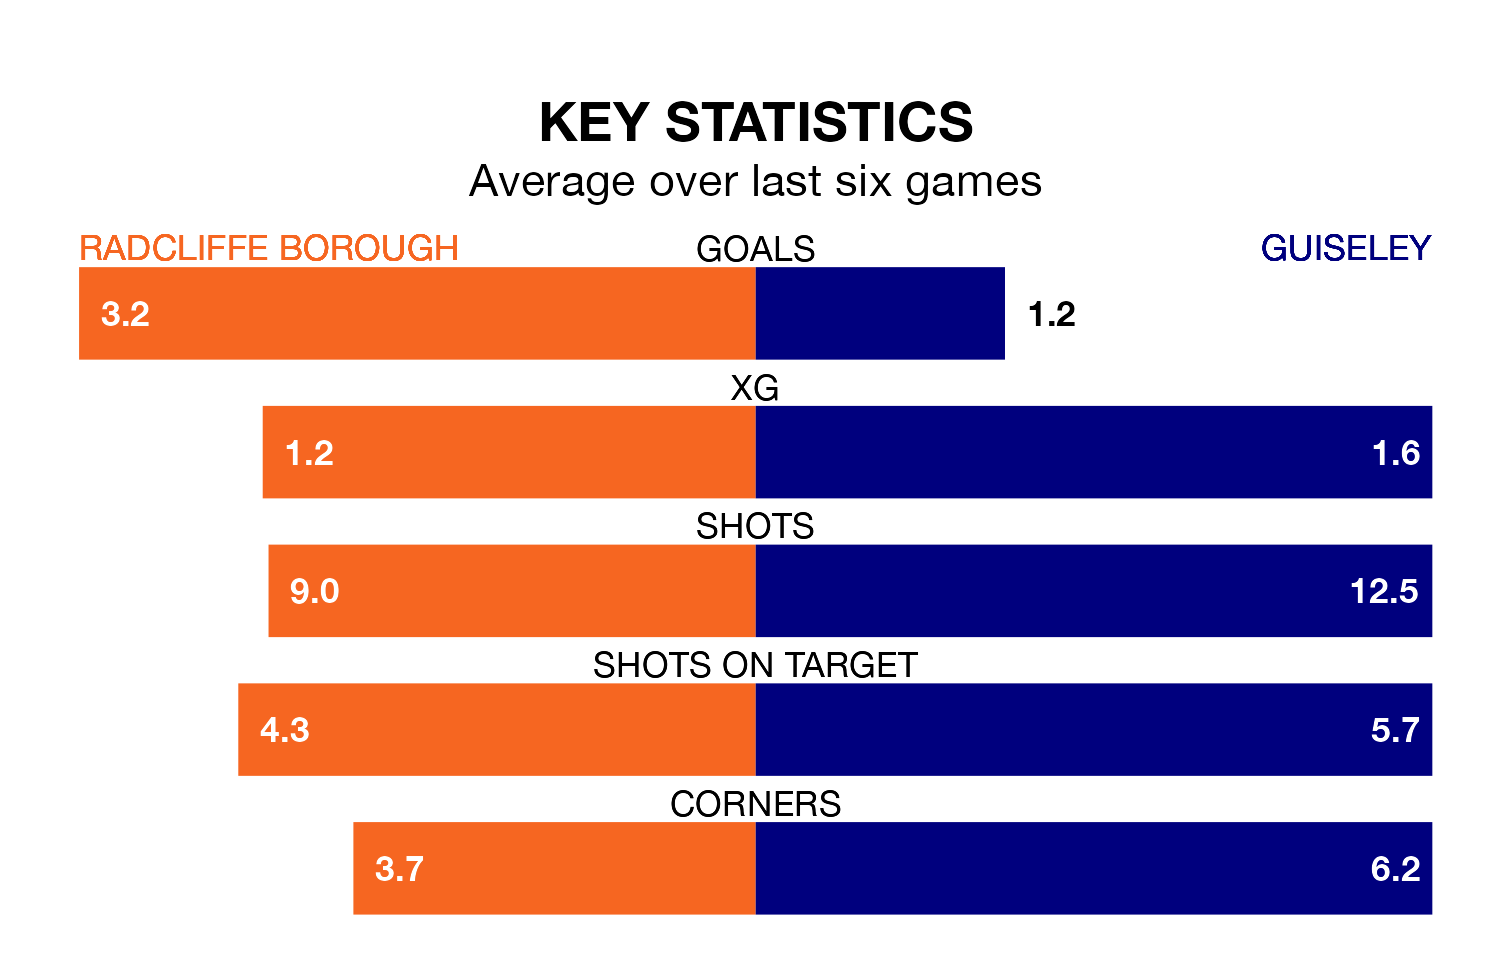 KEY STATISTICS
Average over last six games
RADCLIFFE BOROUGH GOALS GUISELEY
3.2 1.2
XG
1.2 1.6
SHOTS
9.0 12.5
SHOTS ON TARGET
4.3 5.7
CORNERS
3.7 6.2